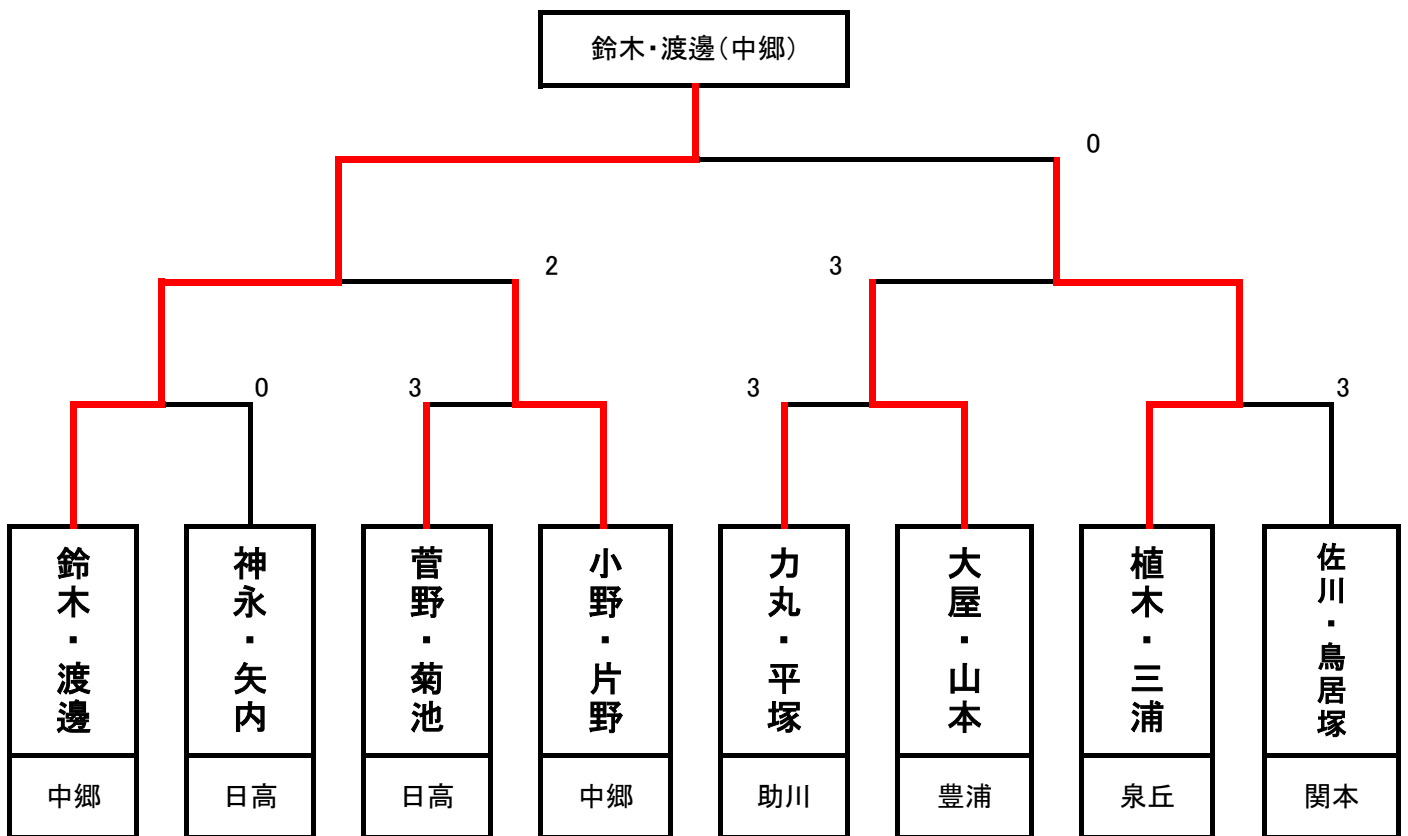 鈴木・渡邊(中郷)
0
2
3
0
3
3
3
鈴木・渡邊
神永・矢内
菅野・菊池
小野・片野
力丸・平塚
大屋・山本
植木・三浦
佐川・鳥居塚
中郷
日高
日高
中郷
助川
豊浦
泉丘
関本